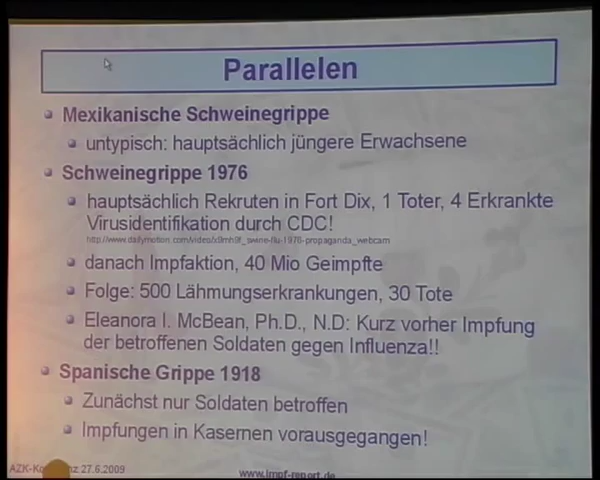 Parallelen
Mexikanische Schweinegrippe
untypisch: hauptsächlich jüngere Erwachsene
Schweinegrippe 1976
hauptsächlich Rekruten in Fort Dix, 1 Toter, 4 Erkrankte
Virusidentifikation durch CDC!
danach Impfaktion, 40 Mio Geimpfte
Folge: 500 Lähmungserkrankungen, 30 Tote
Eleanora I. McBean, Ph.D., N.D: Kurz vorher Impfung
der betroffenen Soldaten gegen Influenza!!
Spanische Grippe 1918
Zunächst nur Soldaten betroffen
Impfungen in Kasernen vorausgegangen!
27.6.2009
www.impf-report.de